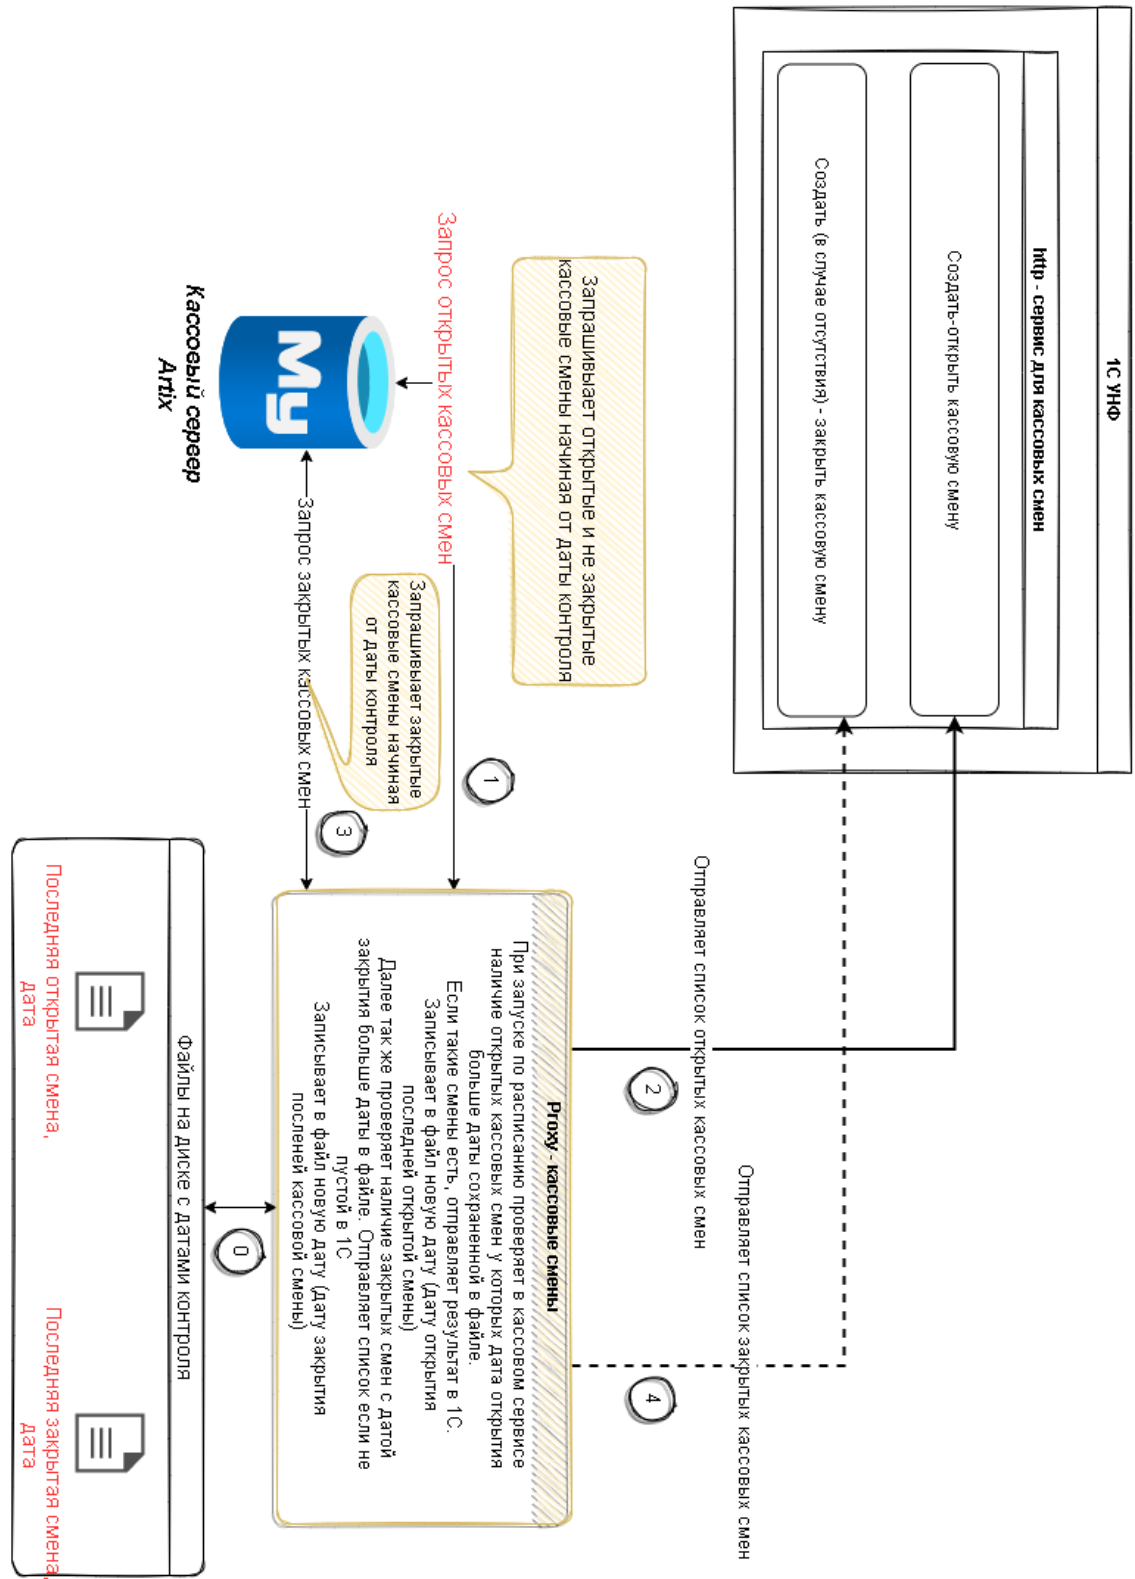 1С УНФ
http - сервис для кассовых смен
Создать-открыть кассовую смену
Создать (в случае отсутствия) - закрыть кассовую смену
Запрашивыает открытые и не закрытые
кассовые смены начиная от даты контроля
Запрос открытых кассовых смен
Кассовый сереер
Artix
Запрос закрытых кассовых смен
Запрашивыает закрытые
кассовые смены начиная
от даты контроля
1
3
Отправляет список открытых кассовых смен
2
Отправляет список закрытых кассовых смен
4
Proxy - кассовые смены
При запуске по расписанию проверяет в кассовом сервисе
наличие открытых кассовых смен у которых дата открытия
больше даты сохраненной в файле.
Если такие смены есть, отправляет результат в 1С.
Записывает в файл новую дату (дату открытия
последней открытой смены)
Далее так же проверяет наличие закрытых смен с датой
закрытия больше даты в файле. Отправляет список если не
пустой в 1С
Записывает в файл новую дату (дату закрытия
посленей кассовой смены)
0
Файлы на диске с датами контроля
Последняя открытая смена,
дата
Последняя закрытая смена,
дата
My